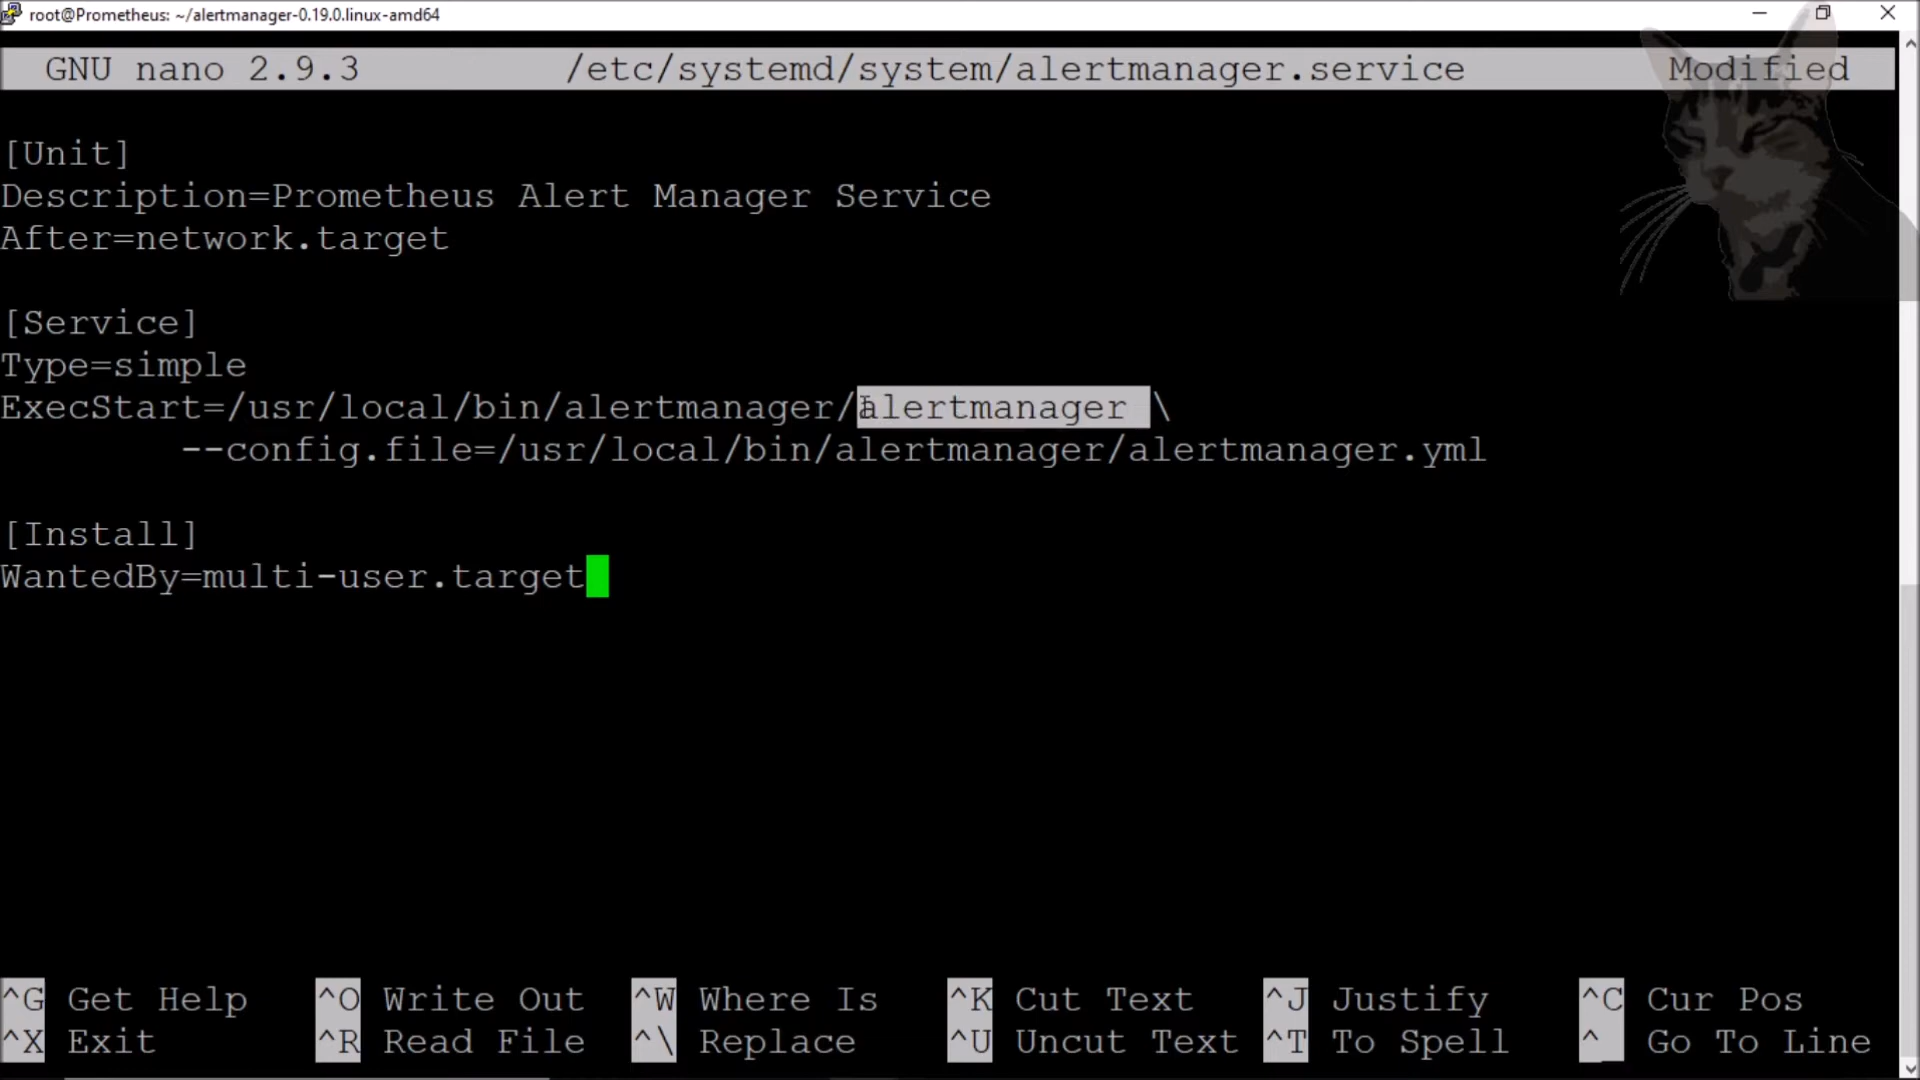 root@Prometheus: ~/alertmanager-0.19.0.linux-amd64
GNU nano 2.9.3 /etc/systemd/system/alertmanager.service Modified
[Unit]
Description=Prometheus Alert Manager Service
After=network.target
[Service]
Type=simple
ExecStart=/usr/local/bin/alertmanager/alertmanager \
--config.file=/usr/local/bin/alertmanager/alertmanager.yml
[Install]
WantedBy=multi-user.target
^G Get Help ^O Write Out ^W Where Is ^K Cut Text ^J Justify ^C Cur Pos
^X Exit ^R Read File ^\ Replace ^U Uncut Text ^T To Spell ^_ Go To Line